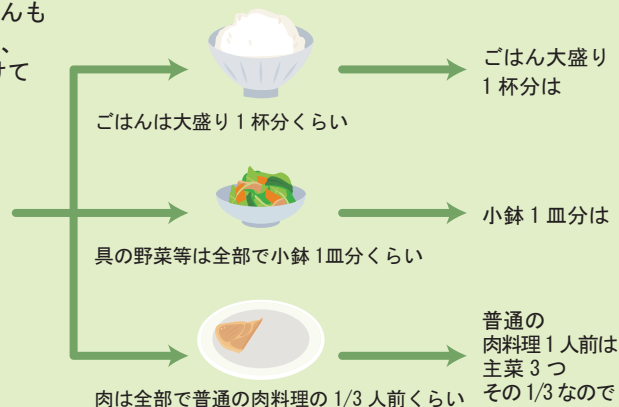 んも
、
けて
ごはんは大盛り1杯分くらい
ごはん大盛り
1杯分は
具の野菜等は全部で小鉢1皿分くらい
小鉢1皿分は
肉は全部で普通の肉料理の1/3人前くらい
普通の
肉料理1人前は
主菜3つ
その1/3なので